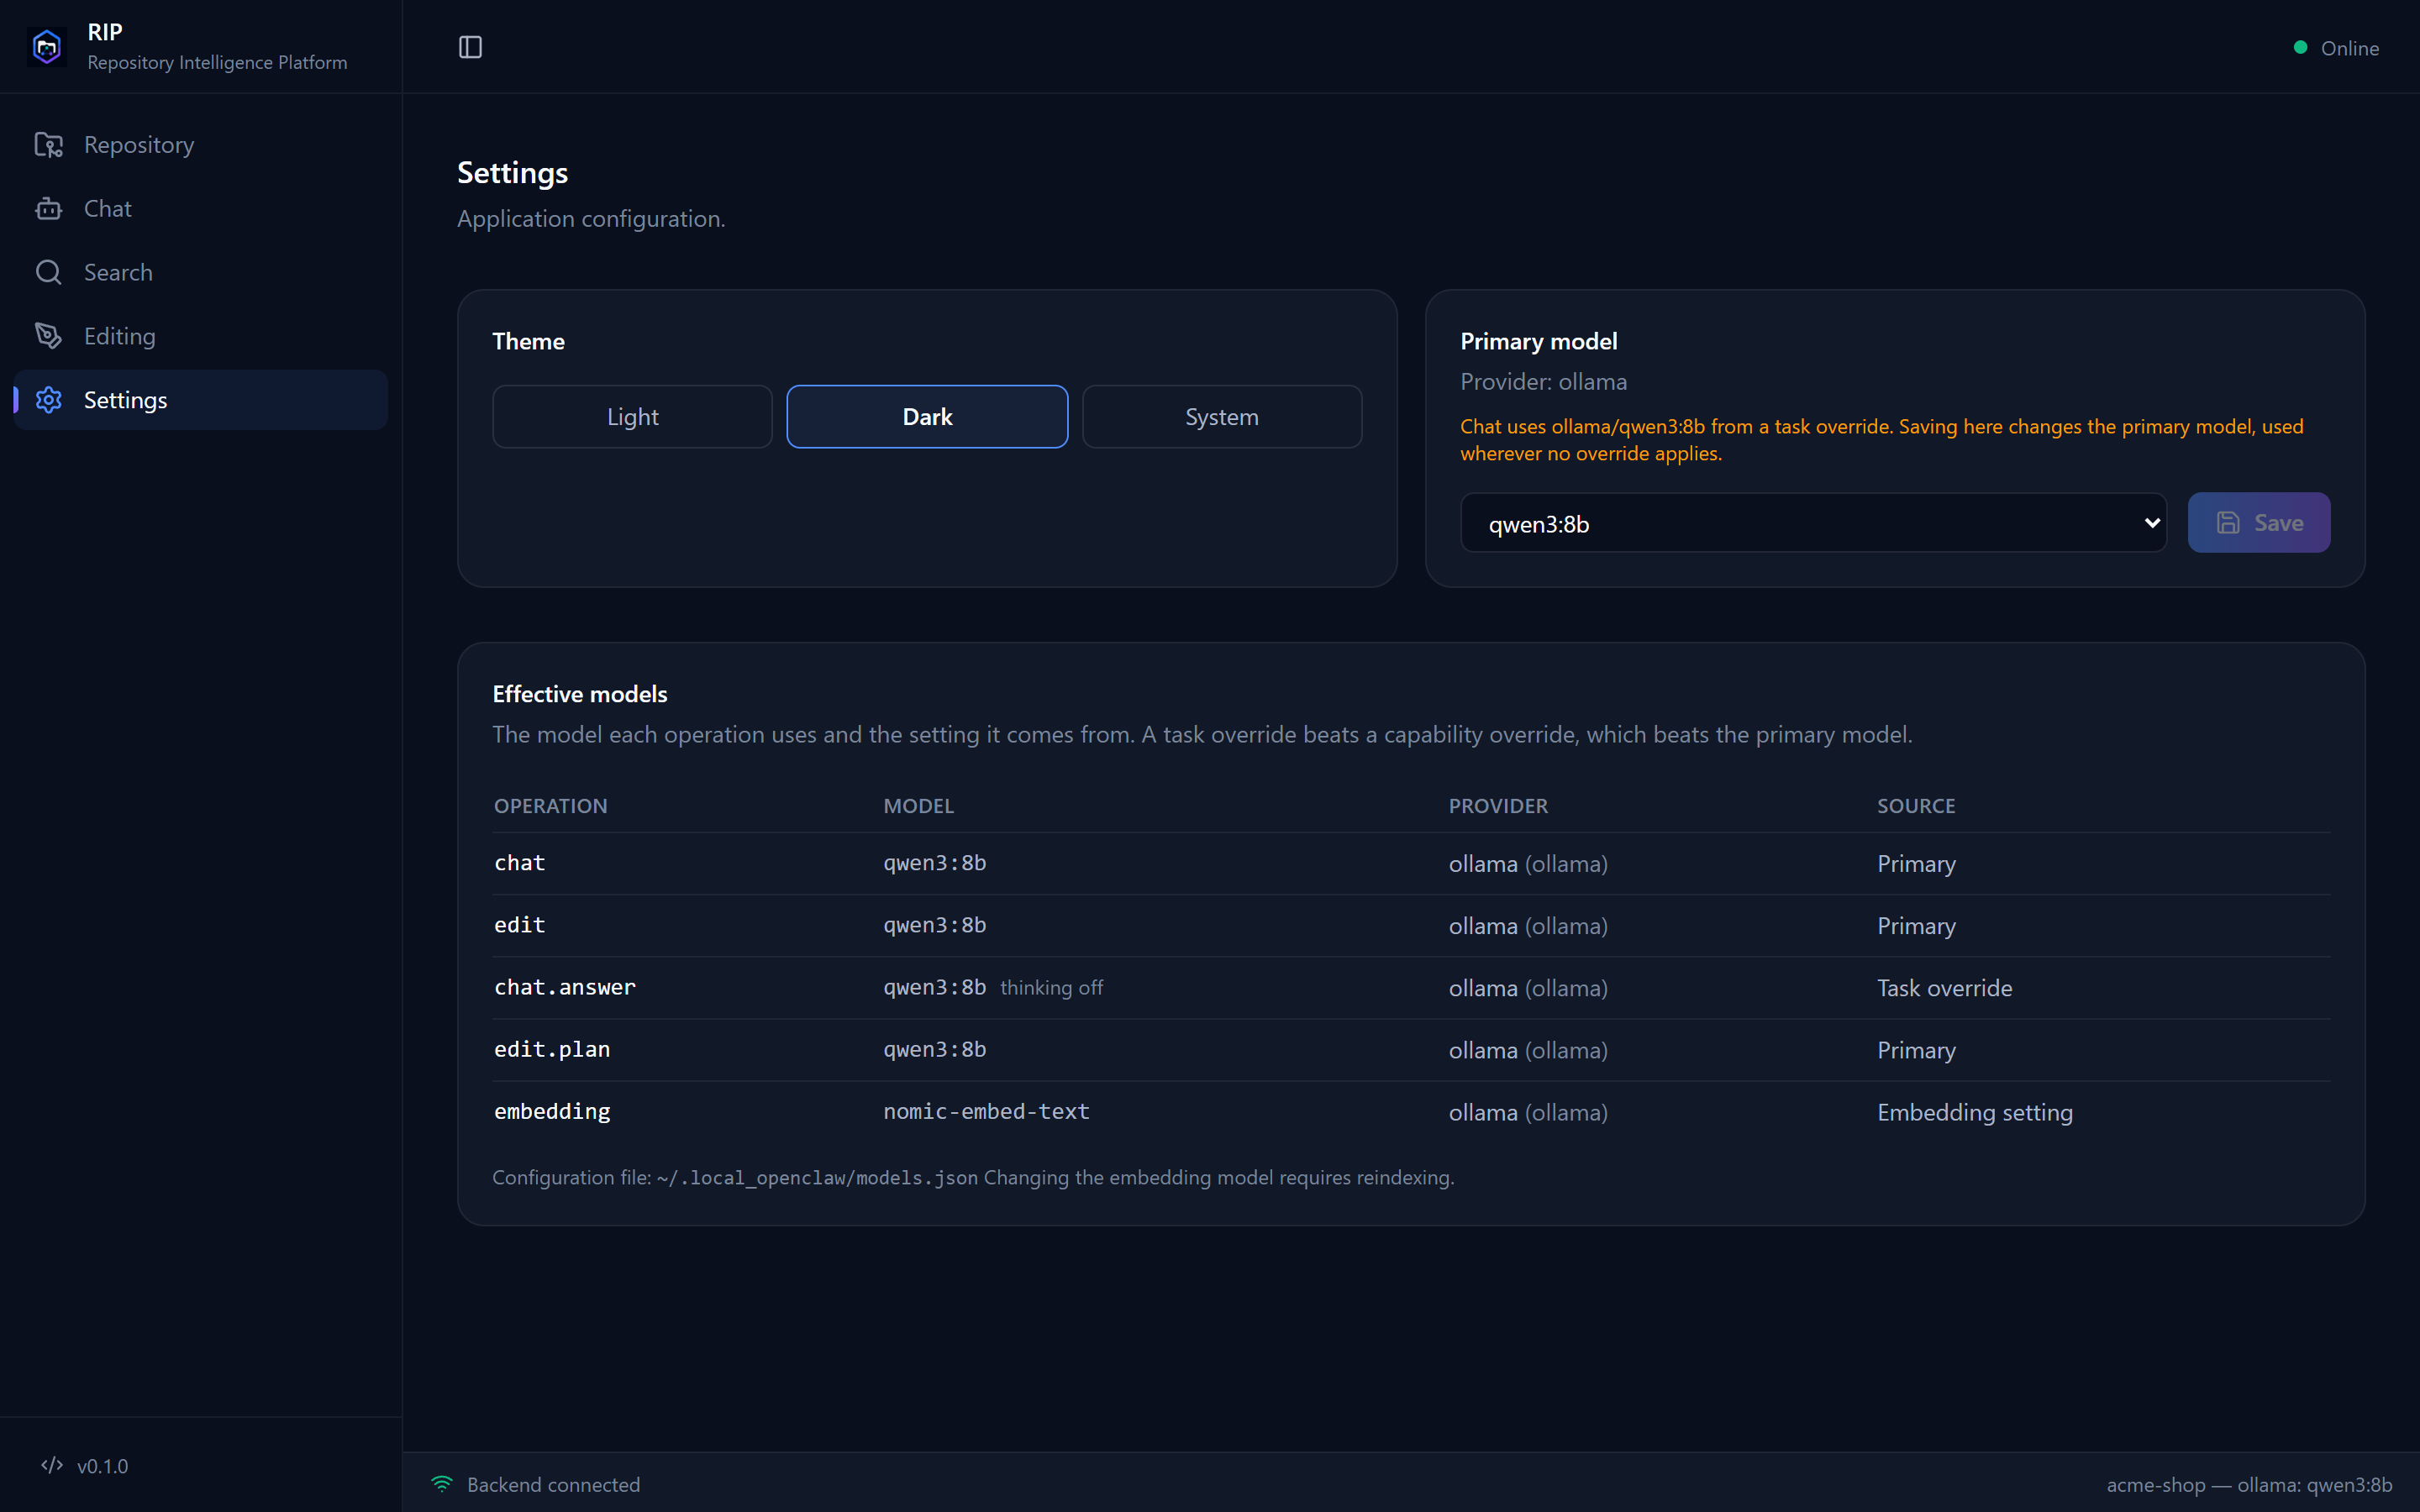 RIP
Repository Intelligence Platform
Online
Repository
Chat
Search
Editing
Settings
Settings
Application configuration.
Theme
Light
Dark
System
Primary model
Provider: ollama
Chat uses ollama/qwen3:8b from a task override. Saving here changes the primary model, used
wherever no override applies.
qwen3:8b
Save
Effective models
The model each operation uses and the setting it comes from. A task override beats a capability override, which beats the primary model.
OPERATION MODEL PROVIDER SOURCE
chat qwen3:8b ollama (ollama) Primary
edit qwen3:8b ollama (ollama) Primary
chat.answer qwen3:8b thinking off ollama (ollama) Task override
edit.plan qwen3:8b ollama (ollama) Primary
embedding nomic-embed-text ollama (ollama) Embedding setting
Configuration file: ~/.local_openclaw/models.json Changing the embedding model requires reindexing.
v0.1.0
Backend connected
acme-shop — ollama: qwen3:8b